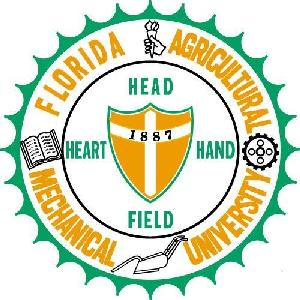 FLORIDA AGRICULTURAL
MECHANICAL UNIVERSITY
HEAD
HEART
1887
HAND
FIELD